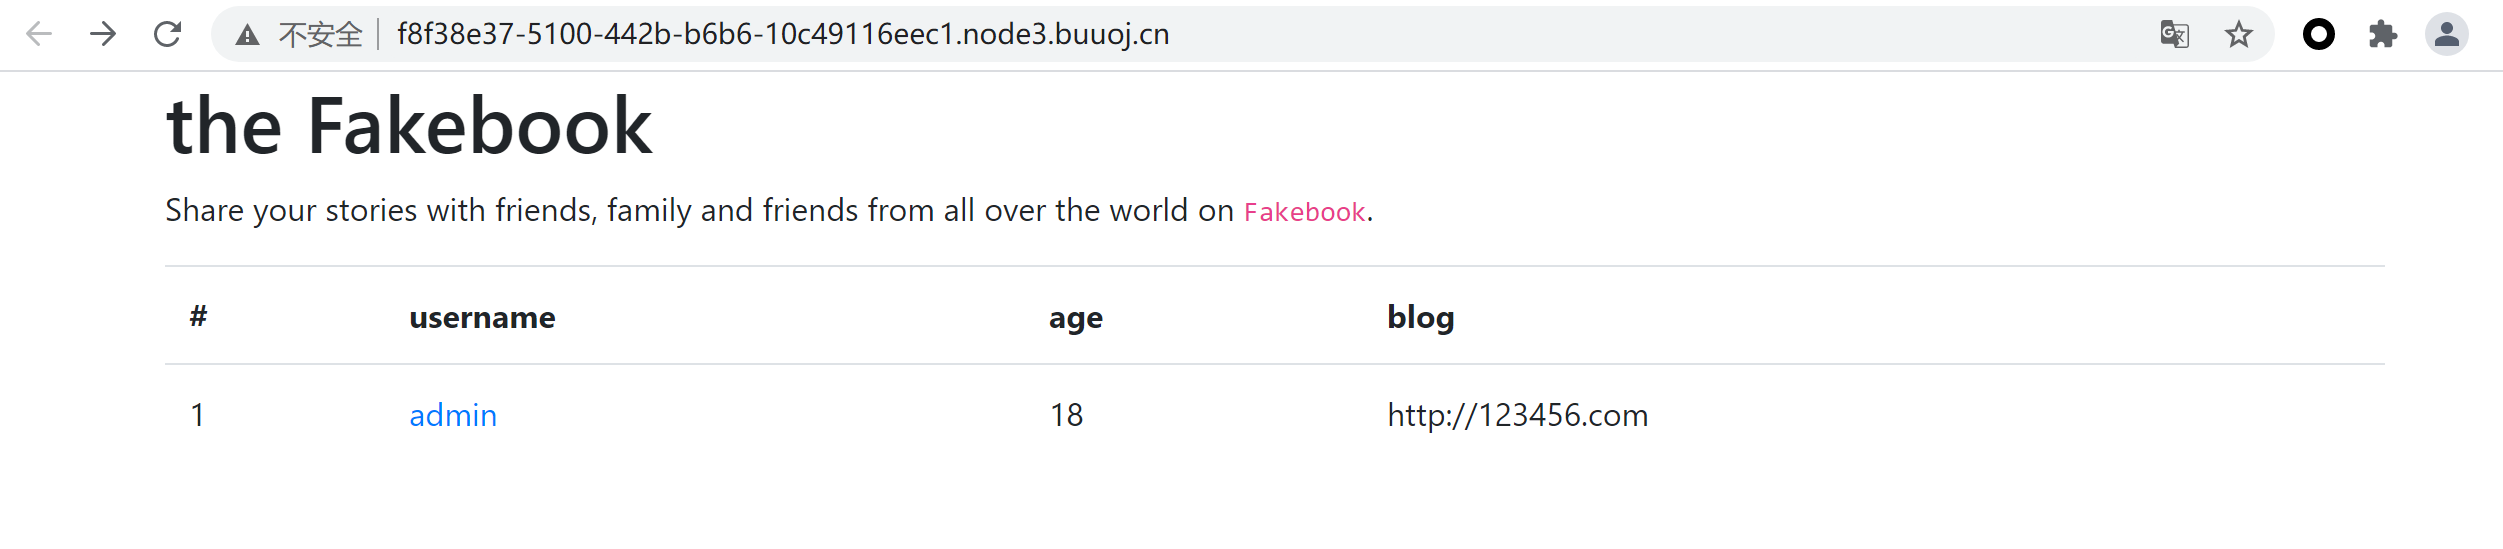 不安全 f8f38e37-5100-442b-b6b6-10c49116eec1.node3.buuoj.cn
the Fakebook
Share your stories with friends, family and friends from all over the world on Fakebook.
# username age blog
1 admin 18 http://123456.com